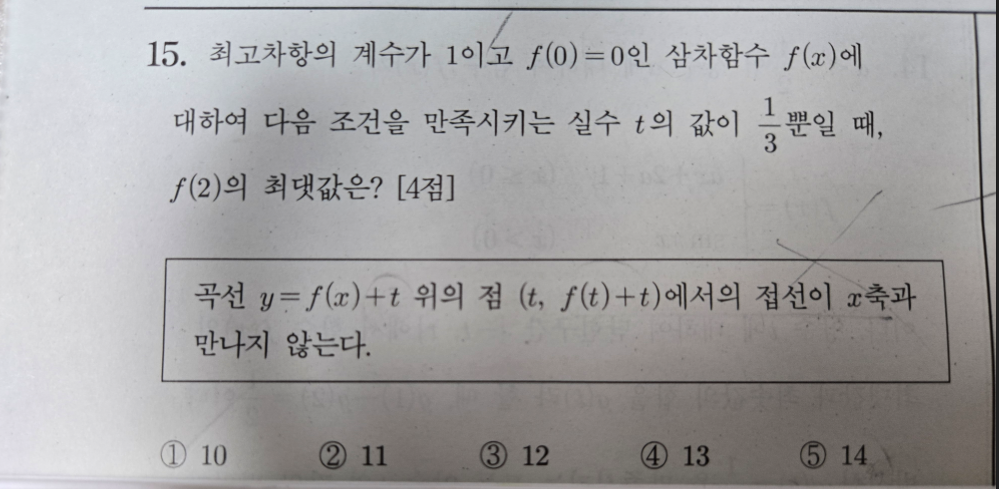 15. 최고차항의 계수가 1이고 f(0)=0인 삼차함수 f(x)에
대하여 다음 조건을 만족시키는 실수 t의 값이 1/3뿐일 때,
f(2)의 최댓값은? [4점]
곡선 y=f(x)+t 위의 점 (t, f(t)+t)에서의 접선이 x축과
만나지 않는다.
① 10 ② 11 ③ 12 ④ 13 ⑤ 14